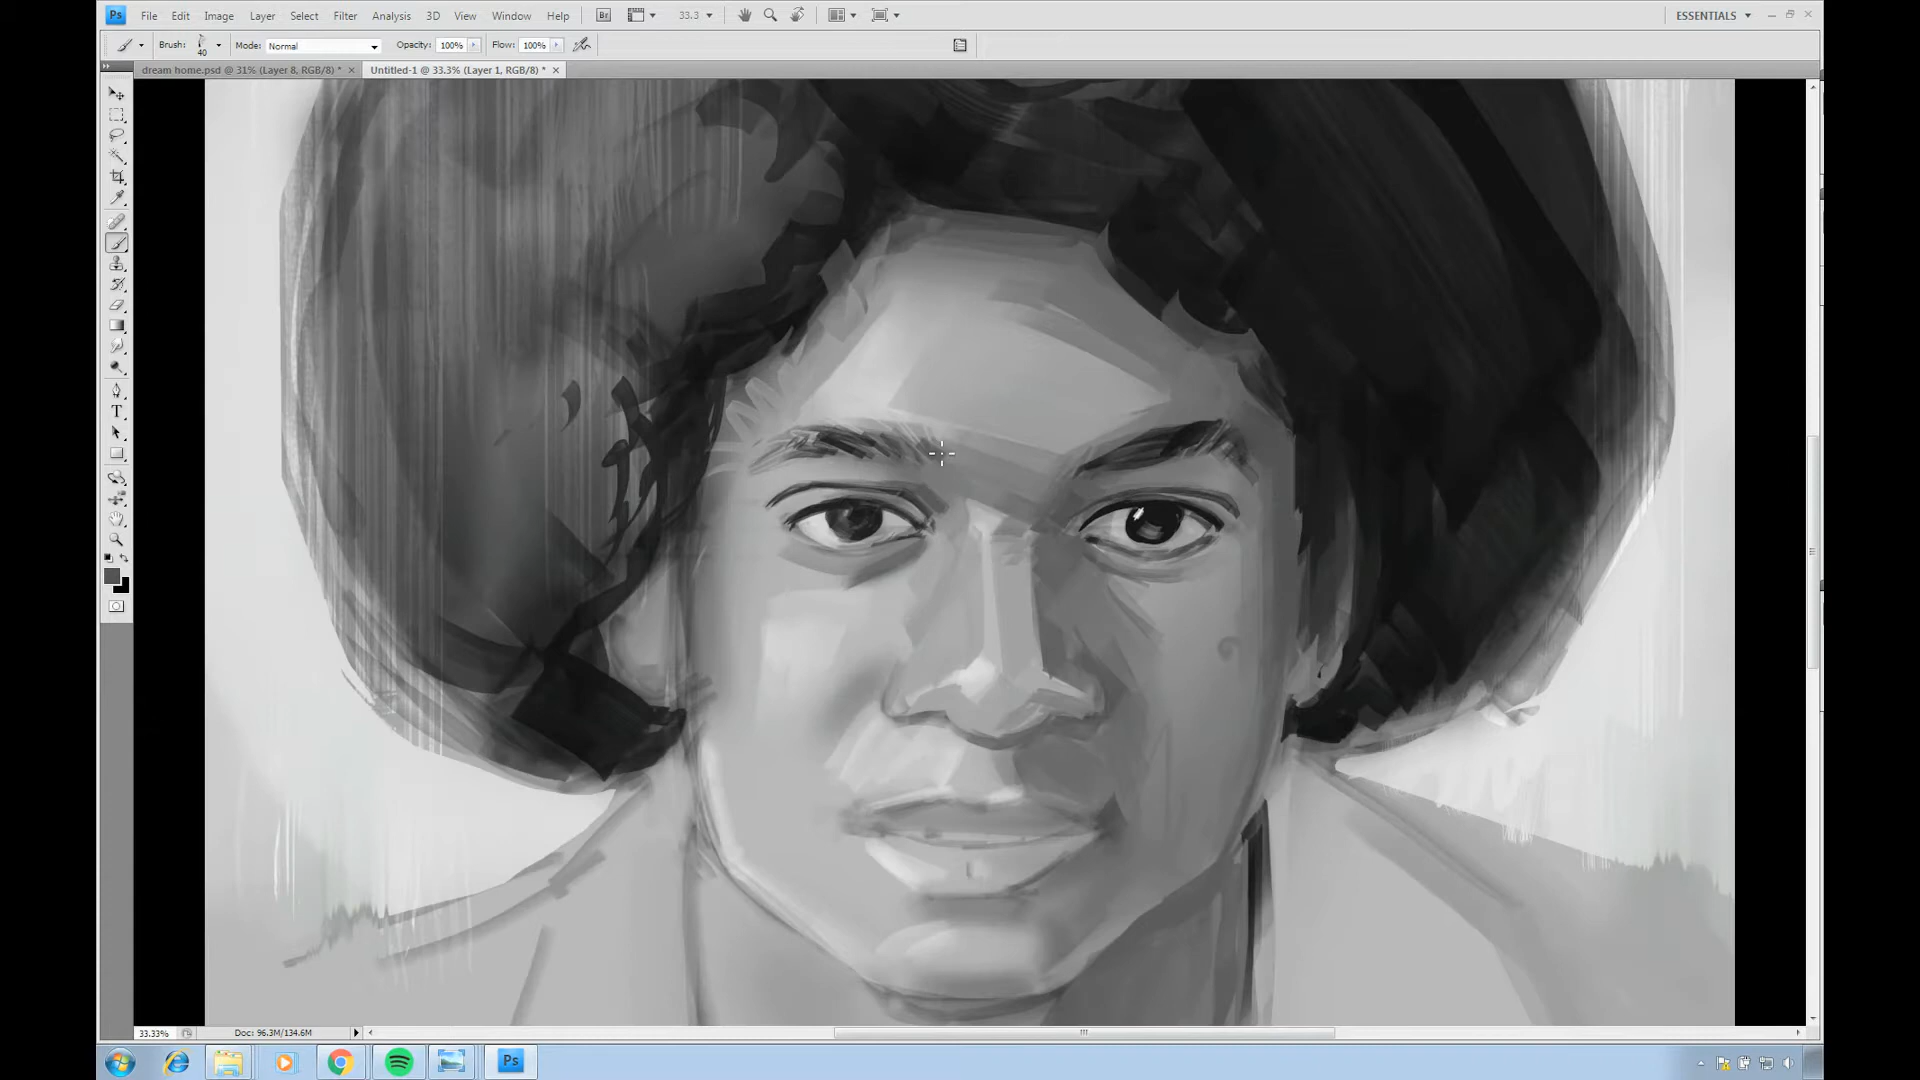 Ps File Edit Image Layer Select Filter Analysis 3D View Window Help Br 33.3 ESSENTIALS
Brush: 40 Mode: Normal Opacity: 100% Flow: 100%
dream home.psd @ 31% (Layer 8, RGB/8) * Untitled-1 @ 33.3% (Layer 1, RGB/8) *
T
33.33% Doc: 96.3M/134.6M
Ps